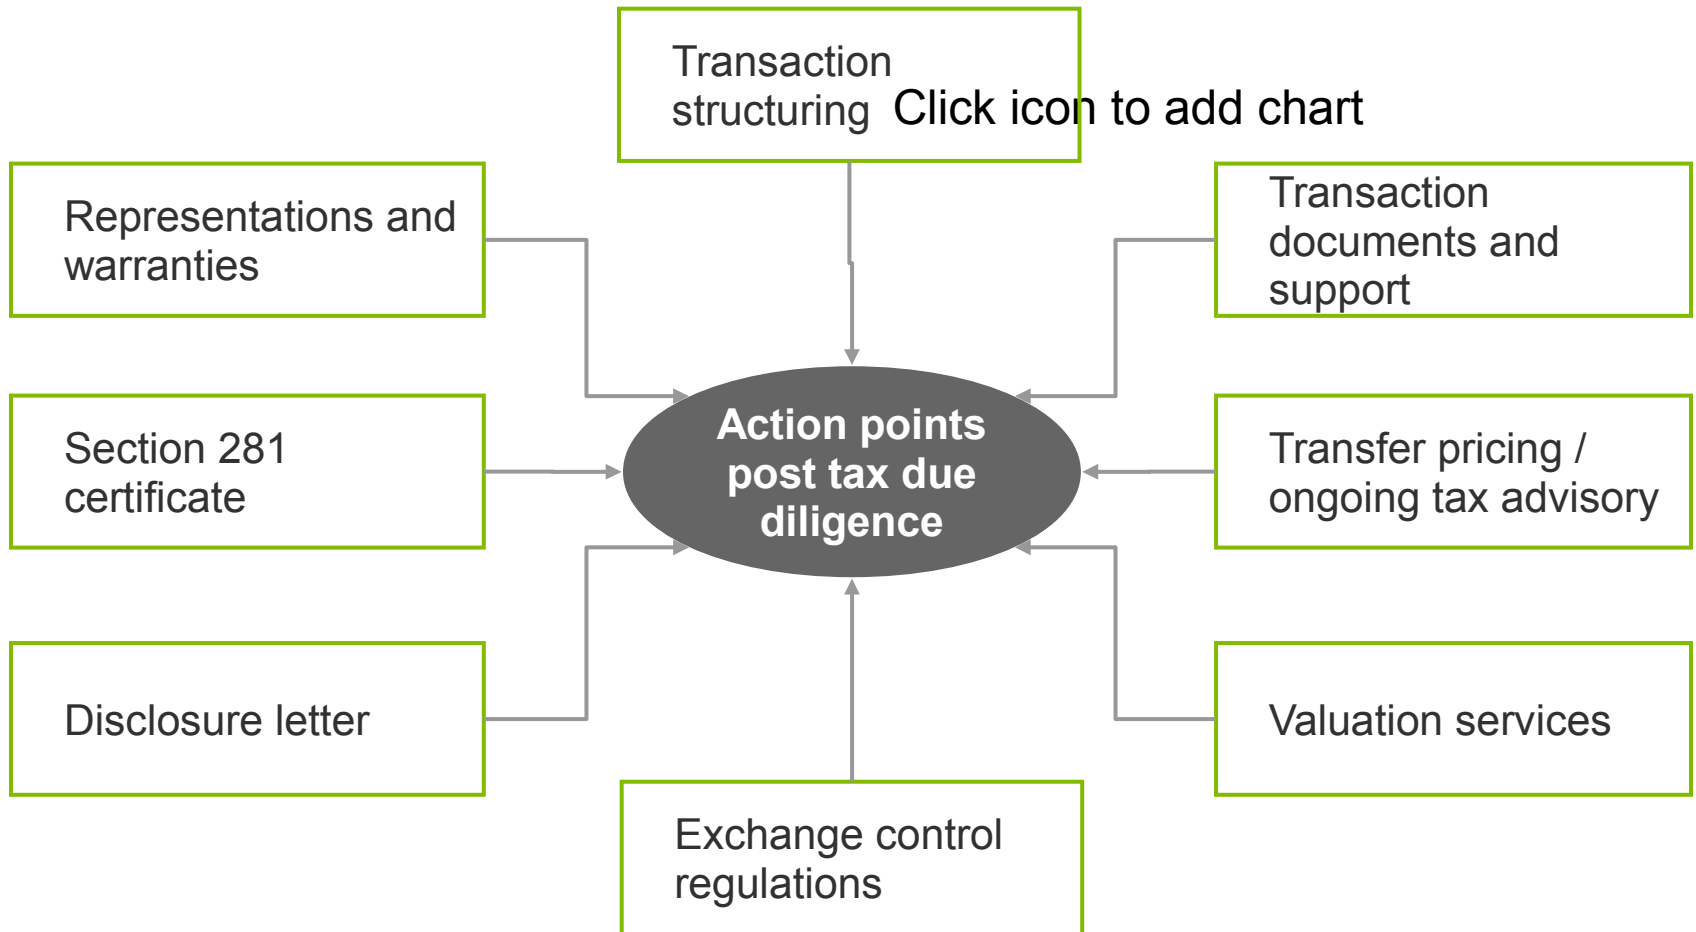 Transaction
structuring
Click icon to add chart
Representations and
warranties
Transaction
documents and
support
Section 281
certificate
Action points
post tax due
diligence
Transfer pricing /
ongoing tax advisory
Disclosure letter
Valuation services
Exchange control
regulations